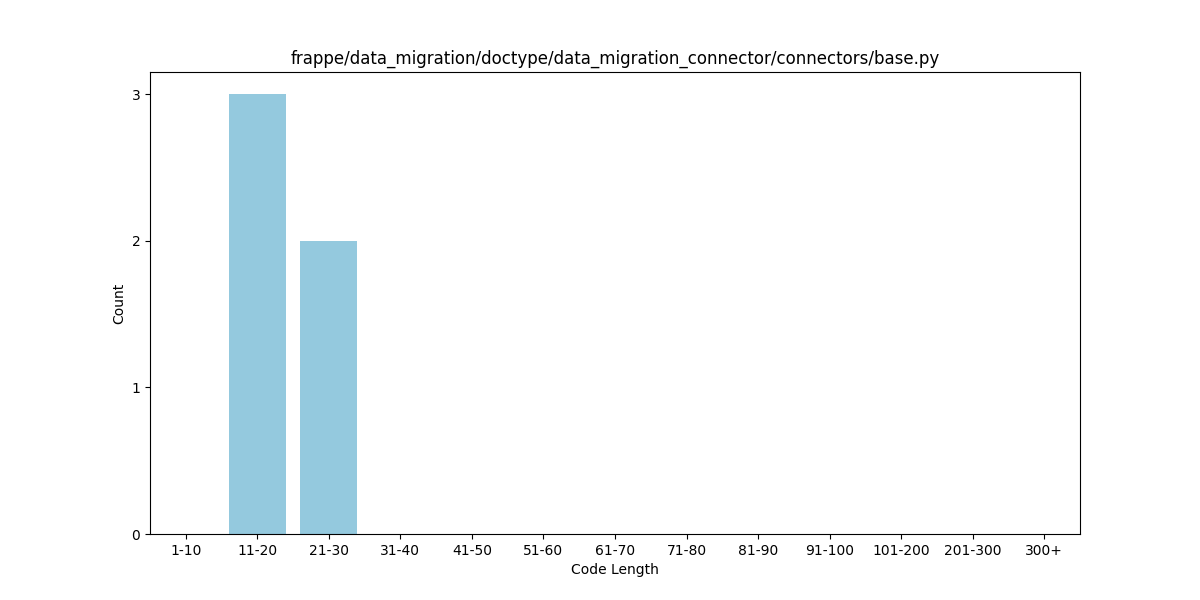 frappe/data_migration/doctype/data_migration_connector/connectors/base.py
3
2
1
0
Count
1-10 11-20 21-30 31-40 41-50 51-60 61-70 71-80 81-90 91-100 101-200 201-300 300+
Code Length